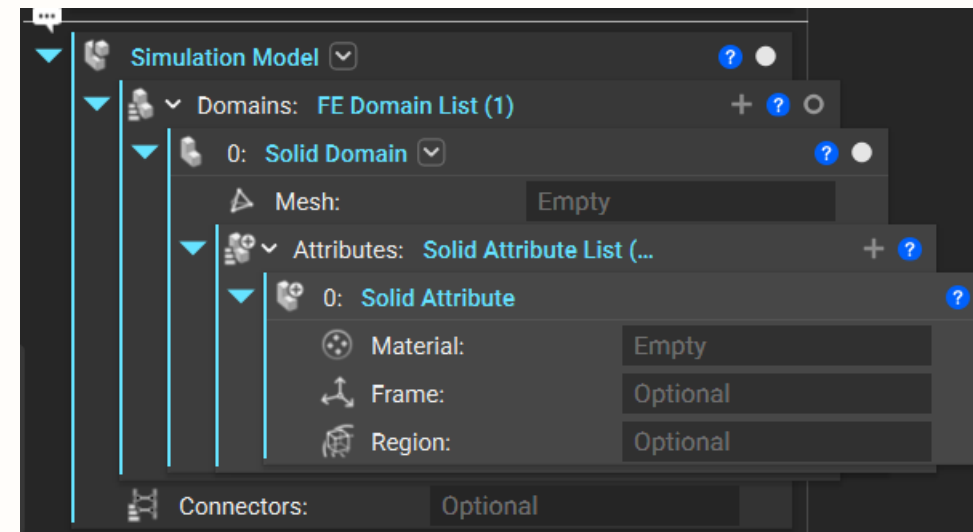 Simulation Model ?
Domains: FE Domain List (1) + ?
0: Solid Domain ?
Mesh: Empty
Attributes: Solid Attribute List (... + ?
0: Solid Attribute ?
Material: Empty
Frame: Optional
Region: Optional
Connectors: Optional